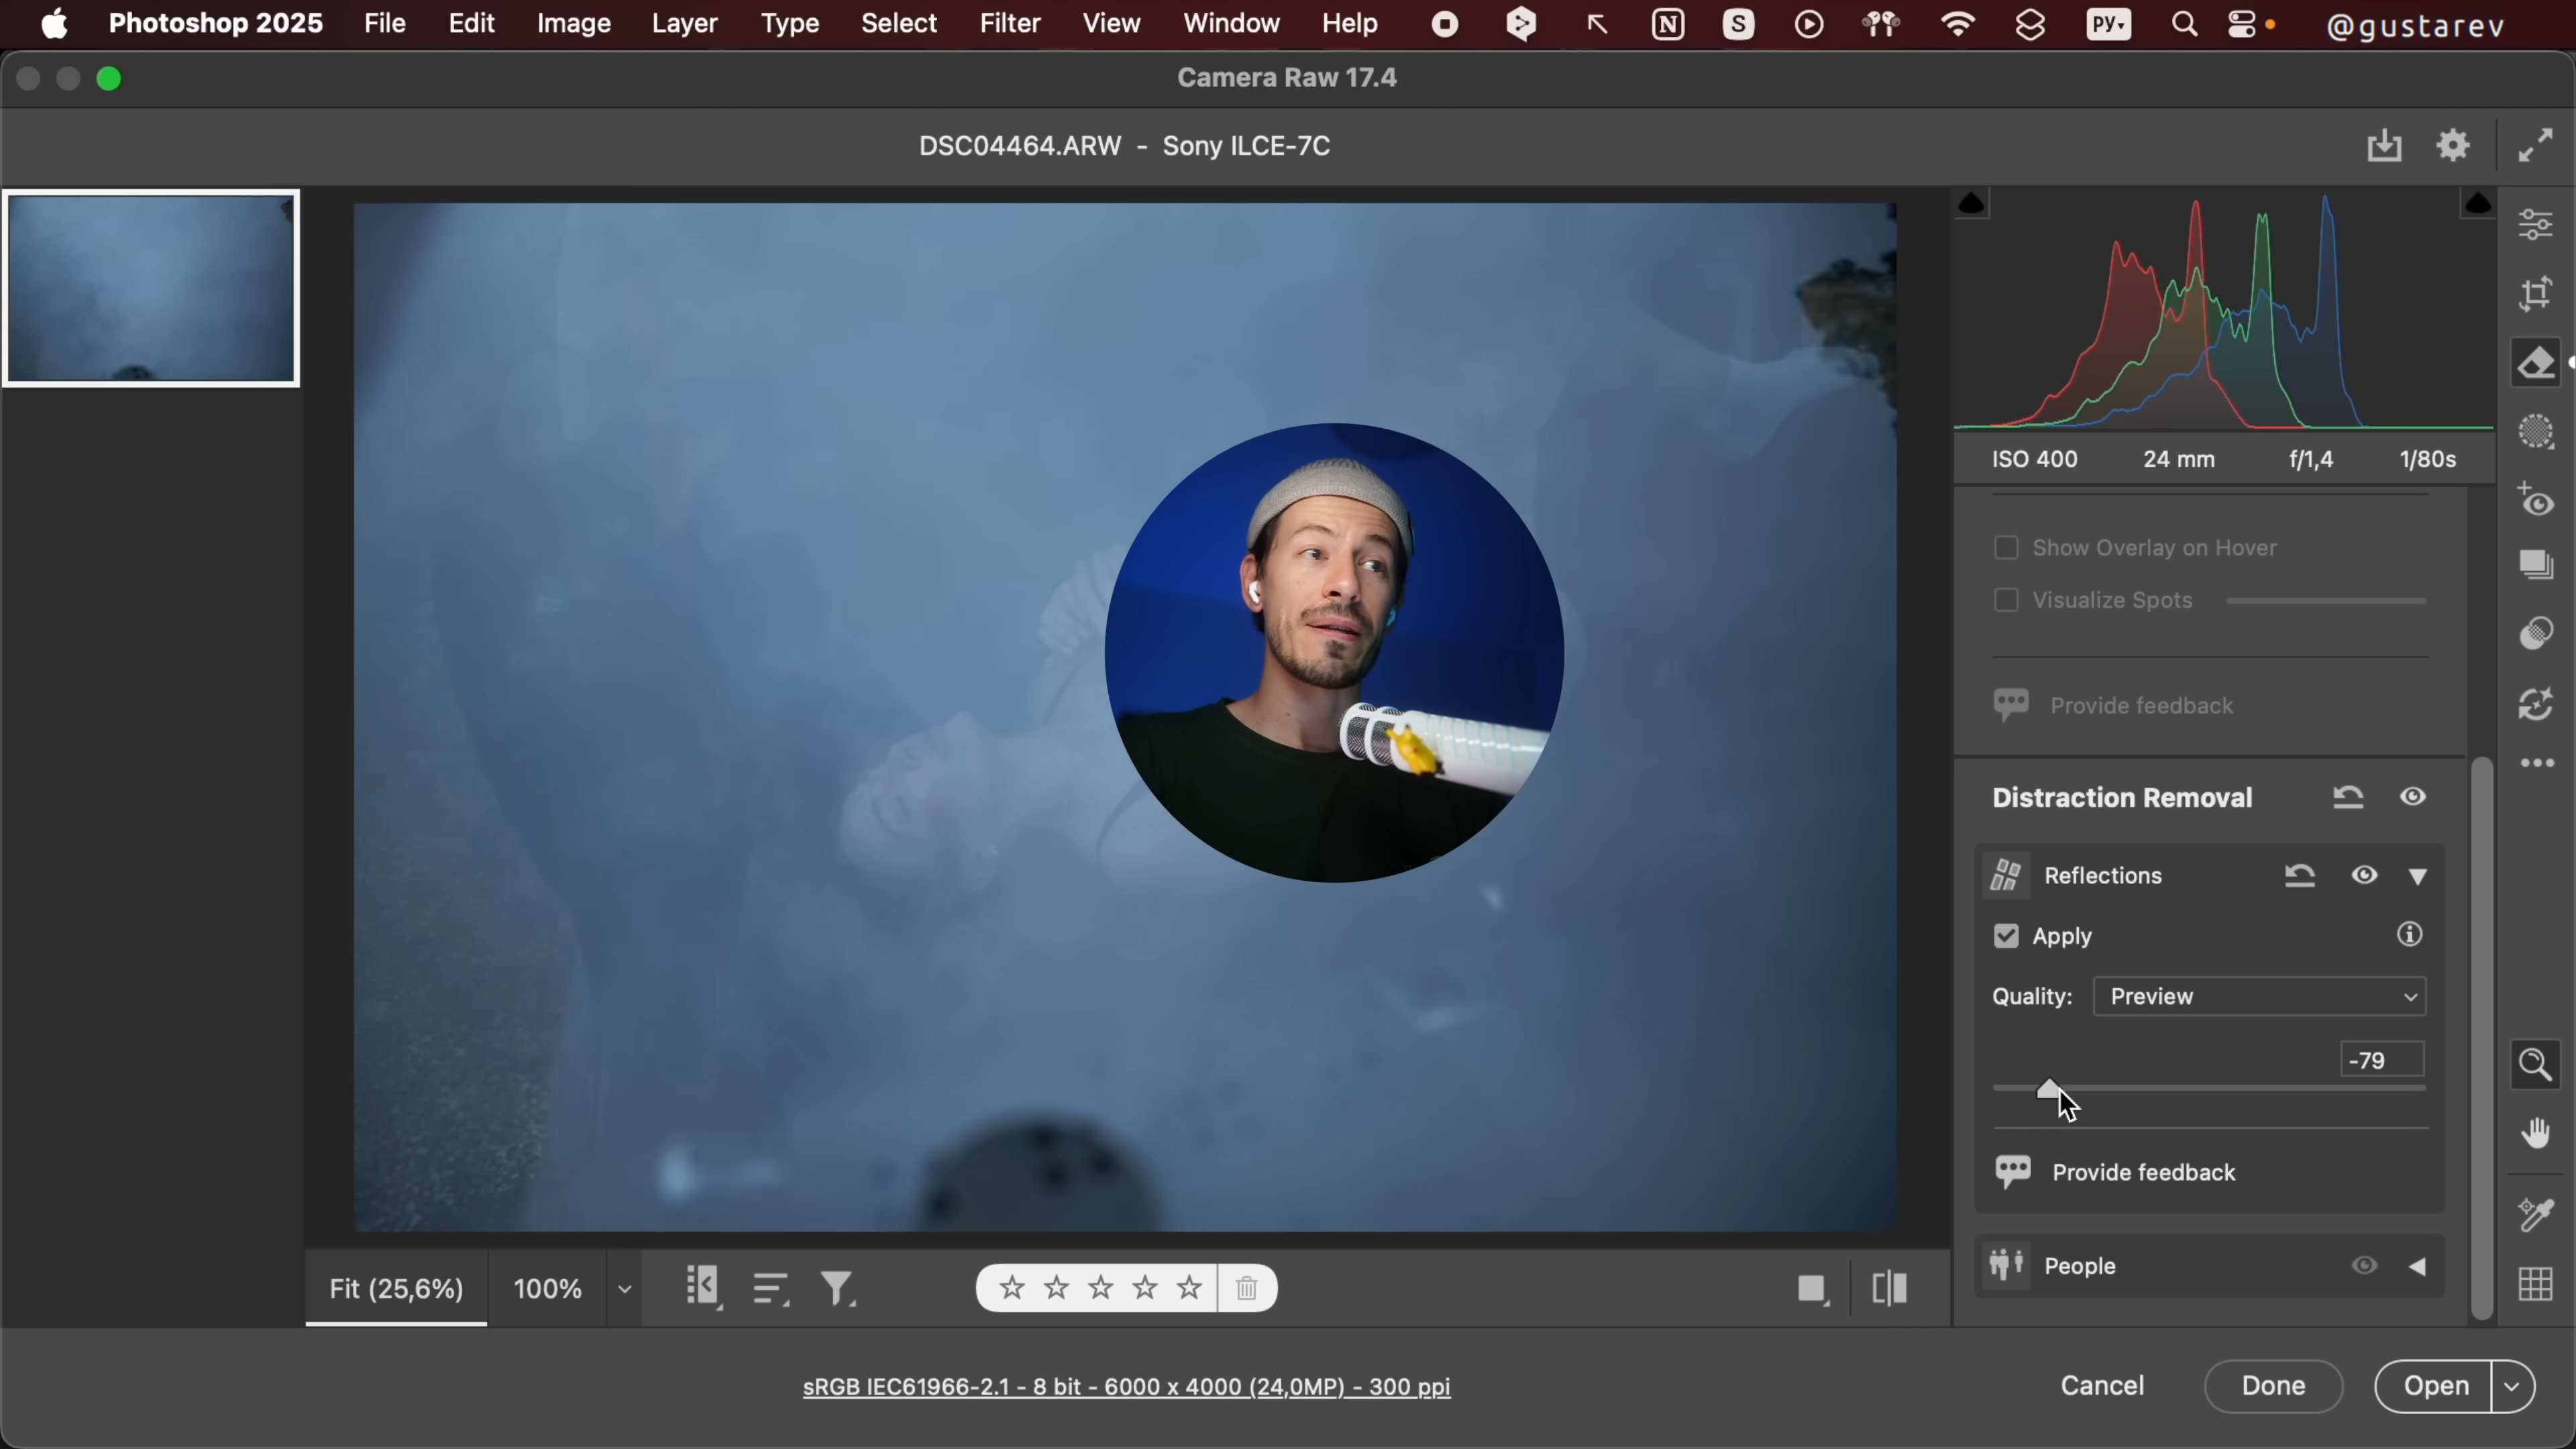 Photoshop 2025 File Edit Image Layer Type Select Filter View Window Help N S РУ @gustarev
Camera Raw 17.4
DSC04464.ARW - Sony ILCE-7C
ISO 400 24 mm f/1,4 1/80s
Show Overlay on Hover
Visualize Spots
Provide feedback
Distraction Removal
Reflections
Apply
Quality: Preview
-79
Provide feedback
People
Fit (25,6%) 100%
sRGB IEC61966-2.1 - 8 bit - 6000 x 4000 (24,0MP) - 300 ppi
Cancel Done Open